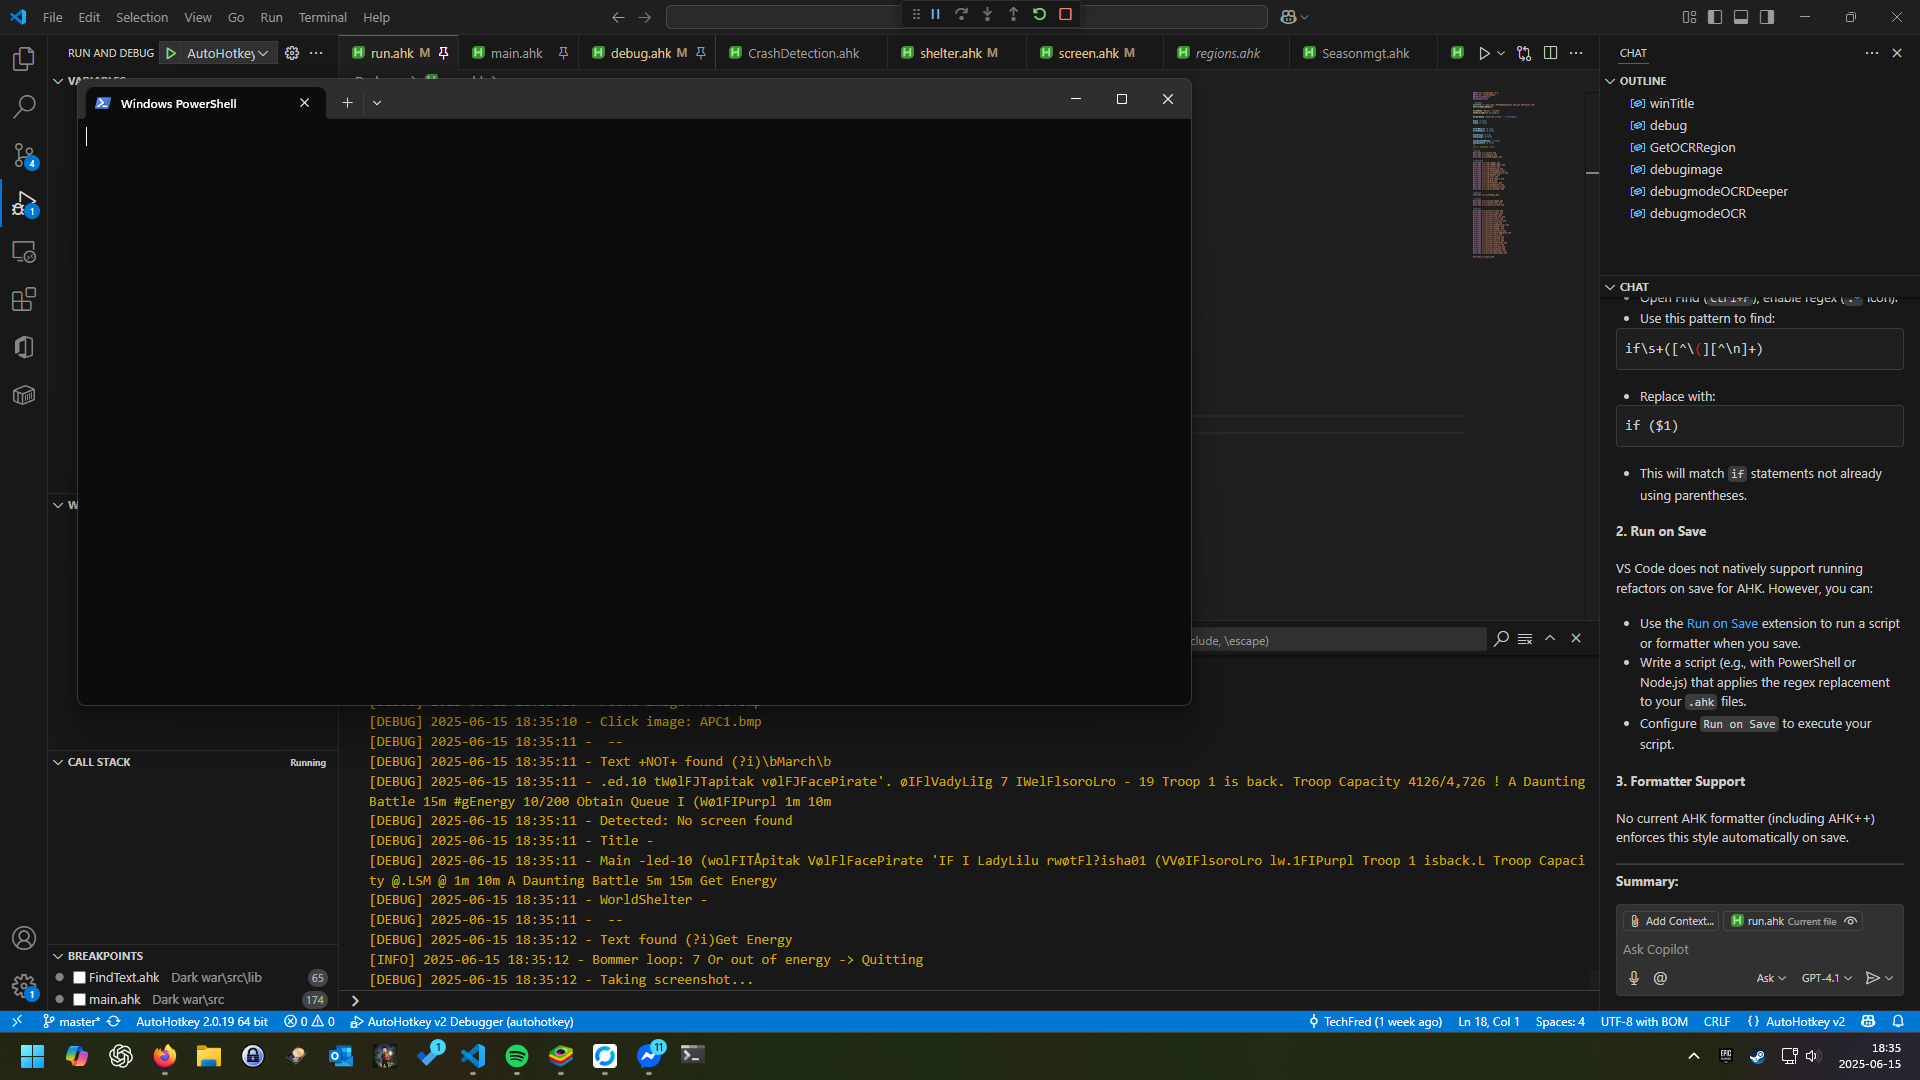 File Edit Selection View Go Run Terminal Help
RUN AND DEBUG AutoHotkey
run.ahk M
main.ahk
debug.ahk M
CrashDetection.ahk
shelter.ahk M
screen.ahk M
regions.ahk
Seasonmgt.ahk
CHAT
Windows PowerShell
OUTLINE
winTitle
debug
GetOCRRegion
debugimage
debugmodeOCRDeeper
debugmodeOCR
CHAT
Open Find (Ctrl+F), enable regex (.* icon).
Use this pattern to find:
if\s+([^\(][^\n]+)
Replace with:
if ($1)
This will match if statements not already
using parentheses.
2. Run on Save
VS Code does not natively support running
refactors on save for AHK. However, you can:
Use the Run on Save extension to run a script
or formatter when you save.
Write a script (e.g., with PowerShell or
Node.js) that applies the regex replacement
to your .ahk files.
Configure Run on Save to execute your
script.
3. Formatter Support
No current AHK formatter (including AHK++)
enforces this style automatically on save.
Summary:
Add Context...
run.ahk Current file
Ask Copilot
Ask GPT-4.1
clude, \escape)
[DEBUG] 2025-06-15 18:35:10 - Click image: APC1.bmp
[DEBUG] 2025-06-15 18:35:11 -  --
[DEBUG] 2025-06-15 18:35:11 - Text +NOT+ found (?i)\bMarch\b
[DEBUG] 2025-06-15 18:35:11 - .ed.10 tWølFJTapitak vølFJFacePirate'. øIFlVadyLiIg 7 IWelFlsoroLro - 19 Troop 1 is back. Troop Capacity 4126/4,726 ! A Daunting
Battle 15m #gEnergy 10/200 Obtain Queue I (Wø1FIPurpl 1m 10m
[DEBUG] 2025-06-15 18:35:11 - Detected: No screen found
[DEBUG] 2025-06-15 18:35:11 - Title -
[DEBUG] 2025-06-15 18:35:11 - Main -led-10 (wolFITÅpitak VølFlFacePirate 'IF I LadyLilu rwøtFl?isha01 (VVøIFlsoroLro lw.1FIPurpl Troop 1 isback.L Troop Capaci
ty @.LSM @ 1m 10m A Daunting Battle 5m 15m Get Energy
[DEBUG] 2025-06-15 18:35:11 - WorldShelter -
[DEBUG] 2025-06-15 18:35:11 -  --
[DEBUG] 2025-06-15 18:35:12 - Text found (?i)Get Energy
[INFO] 2025-06-15 18:35:12 - Bommer loop: 7 Or out of energy -> Quitting
[DEBUG] 2025-06-15 18:35:12 - Taking screenshot...
CALL STACK Running
BREAKPOINTS
FindText.ahk Dark war\src\lib 65
main.ahk Dark war\src 174
master* AutoHotkey 2.0.19 64 bit 0 0 AutoHotkey v2 Debugger (autohotkey)
TechFred (1 week ago) Ln 18, Col 1 Spaces: 4 UTF-8 with BOM CRLF {} AutoHotkey v2
4
1
1
1
11
EPIC
18:35
2025-06-15